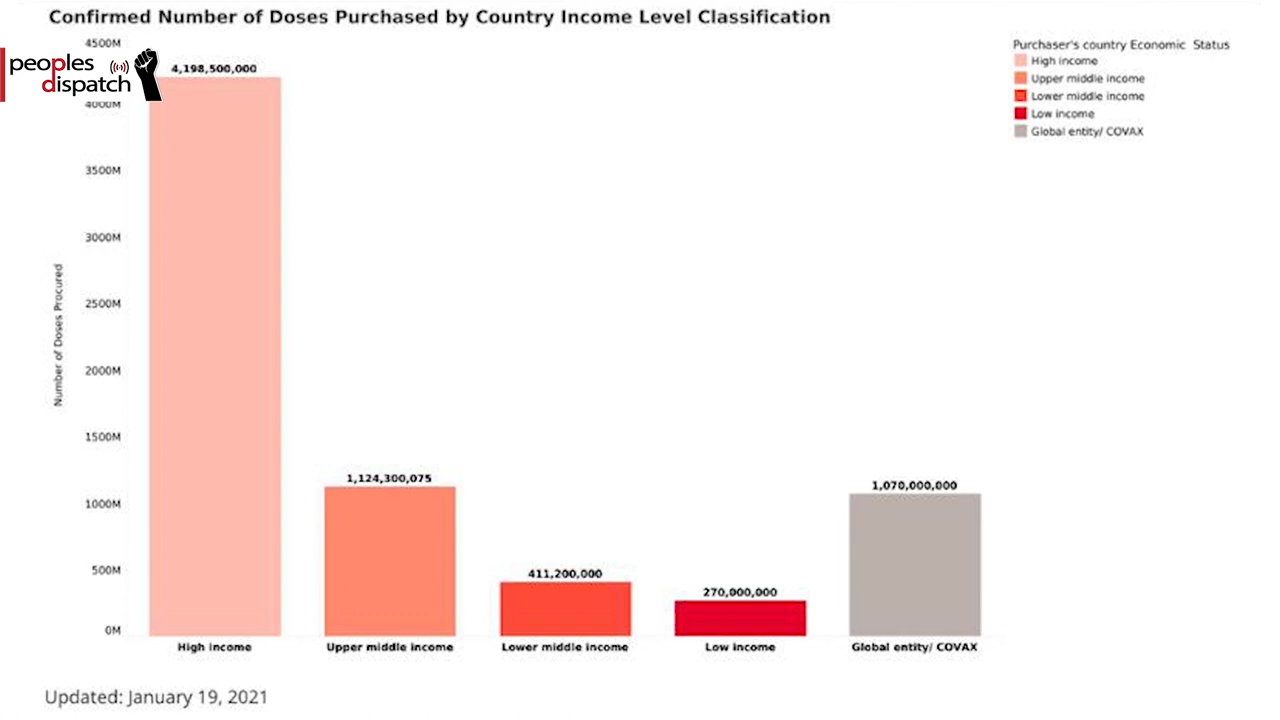 Confirmed Number of Doses Purchased by Country Income Level Classification
4500M
peoples
dispatch
4,198,500,000
4000M
3500M
3000M
2500M
2000M
1500M
1000M
500M
0M
Number of Doses Procured
1,124,300,075
411,200,000
270,000,000
1,070,000,000
High income
Upper middle income
Lower middle income
Low income
Global entity/ COVAX
Purchaser's country Economic Status
High income
Upper middle income
Lower middle income
Low income
Global entity/ COVAX
Updated: January 19, 2021